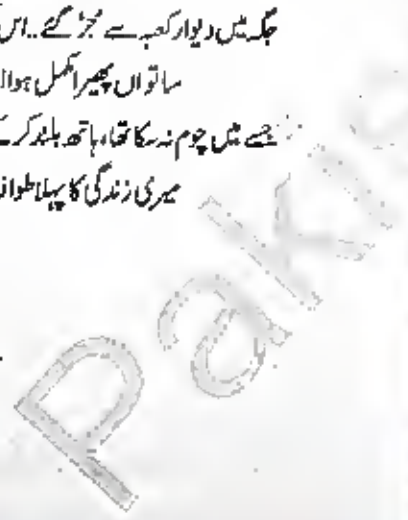 جگہ میں دیوارِ کعبہ سے جُڑ گئے.. اس
ساتواں پھیرا مکمل ہوا
جسے میں چوم نہ سکا تھا، ہاتھ بلند کر کے
میری زندگی کا پہلا طواف
Paki